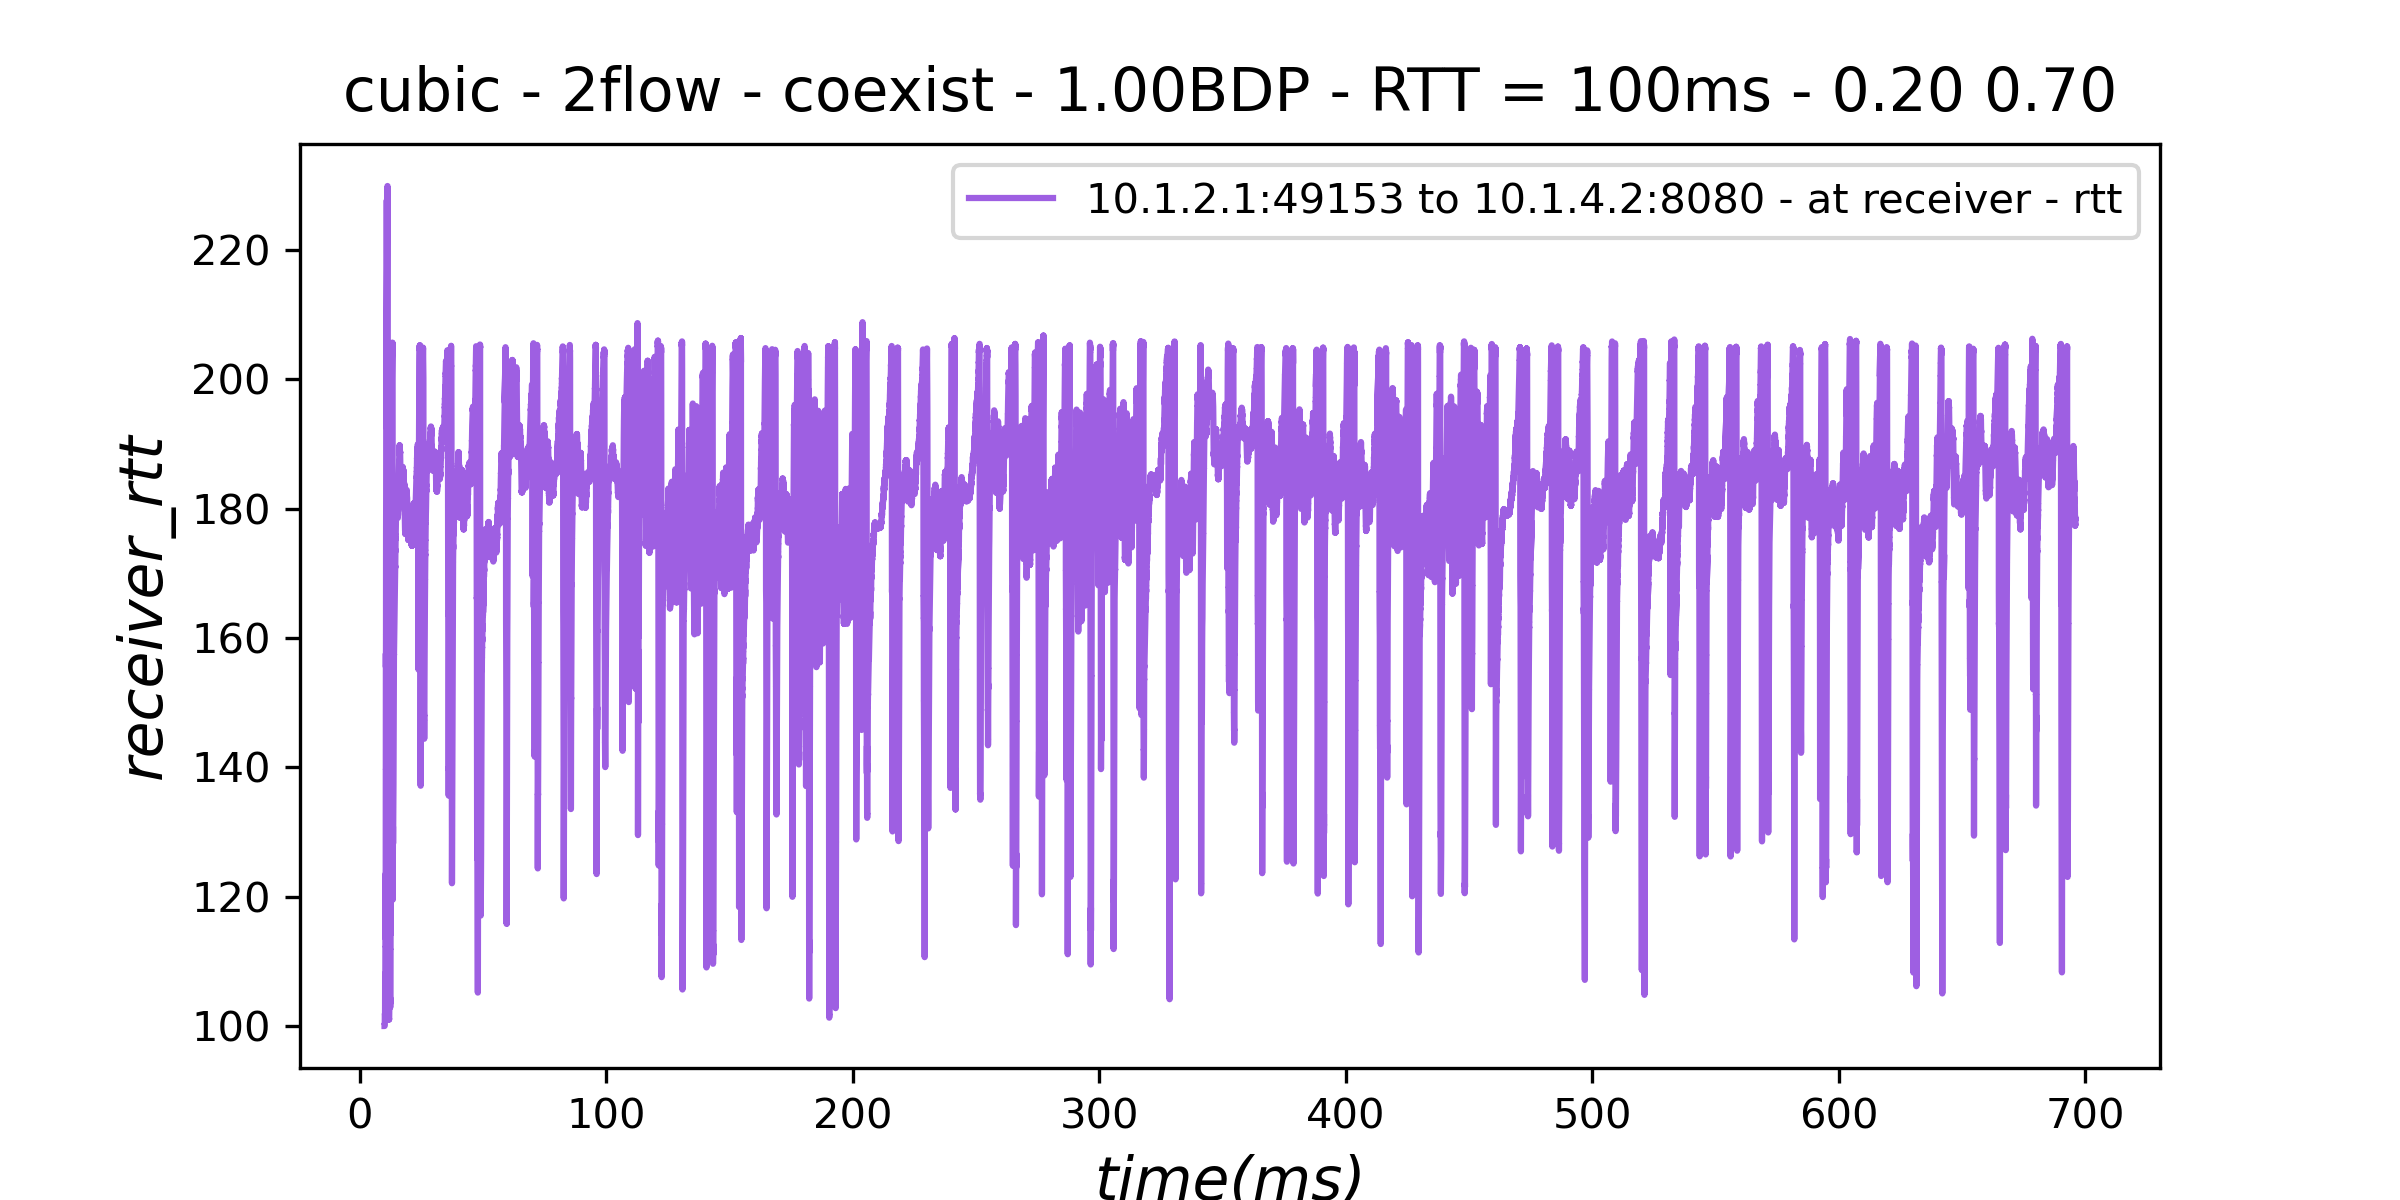 cubic - 2flow - coexist - 1.00BDP - RTT = 100ms - 0.20 0.70
10.1.2.1:49153 to 10.1.4.2:8080 - at receiver - rtt
receiver_rtt
220
200
180
160
140
120
100
0 100 200 300 400 500 600 700
time(ms)